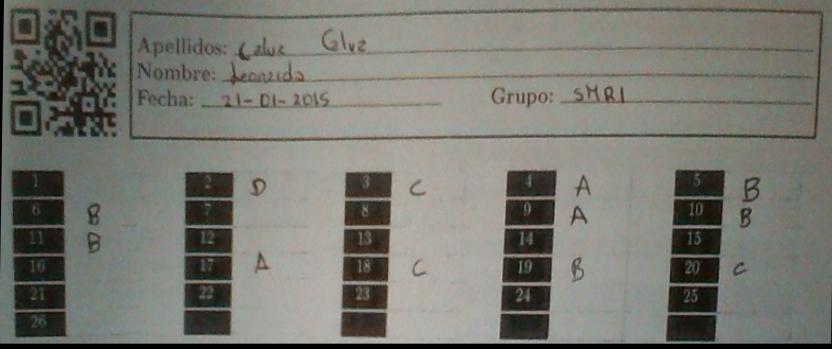 Apellidos: Calvo Glvz
Nombre: Leonardo
Fecha: 21-01-2015 Grupo: SMR1
1 2 D 3 C 4 A 5 B
6 B 7 8 9 A 10 B
11 B 12 13 14 15
16 17 A 18 C 19 B 20 C
21 22 23 24 25
26